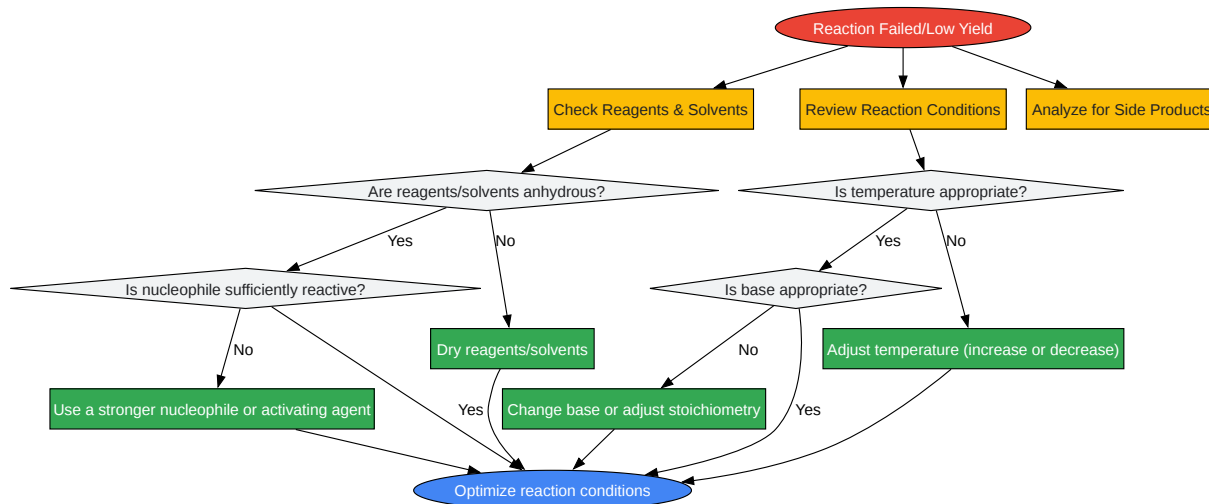 Reaction Failed/Low Yield
Check Reagents & Solvents
Review Reaction Conditions
Analyze for Side Products
Are reagents/solvents anhydrous?
Is temperature appropriate?
Yes
No
Yes
No
Is nucleophile sufficiently reactive?
Is base appropriate?
No
Dry reagents/solvents
No
Adjust temperature (increase or decrease)
Use a stronger nucleophile or activating agent
Yes
Change base or adjust stoichiometry
Yes
Optimize reaction conditions